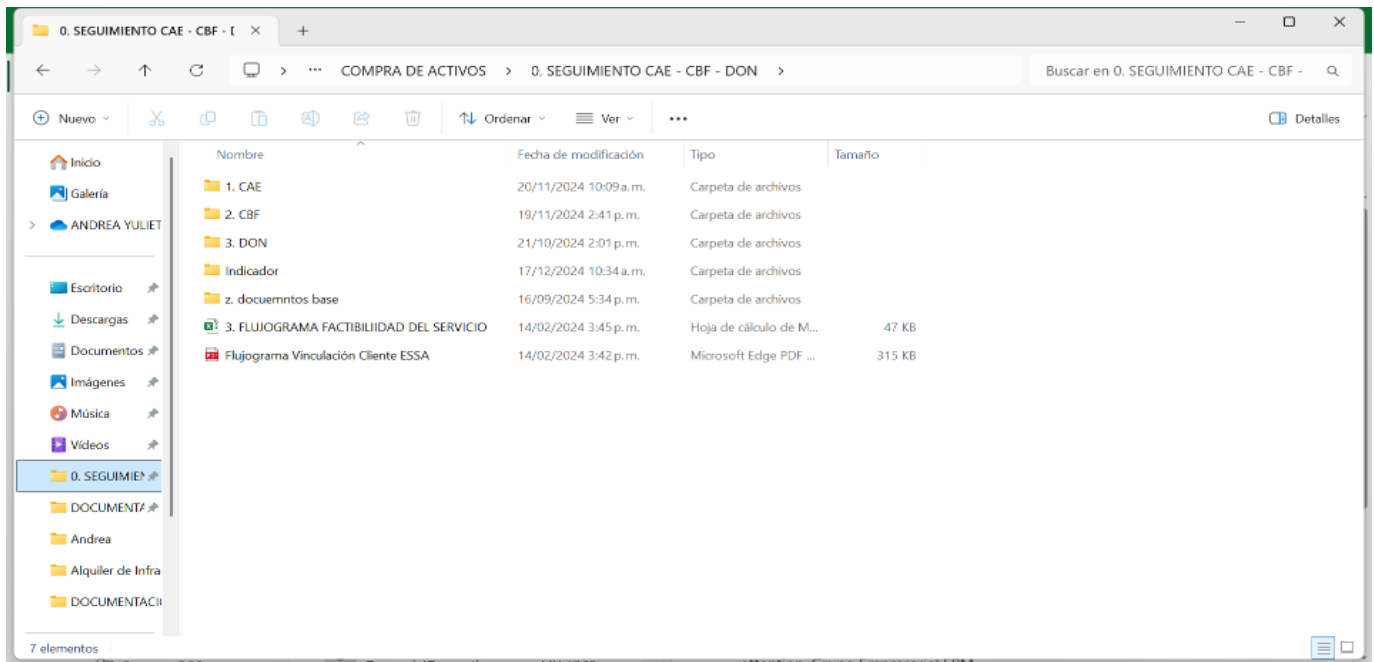 0. SEGUIMIENTO CAE - CBF - D
COMPRA DE ACTIVOS > 0. SEGUIMIENTO CAE - CBF - DON >
Buscar en 0. SEGUIMIENTO CAE - CBF -
Nuevo
Ordenar
Ver
Detalles
Nombre Fecha de modificación Tipo Tamaño
Inicio
Galería
ANDREA YULIET
Escritorio
Descargas
Documentos
Imágenes
Música
Vídeos
0. SEGUIMIEN
DOCUMENTA
Andrea
Alquiler de Infra
DOCUMENTACI
1. CAE 20/11/2024 10:09 a. m. Carpeta de archivos
2. CBF 19/11/2024 2:41 p. m. Carpeta de archivos
3. DON 21/10/2024 2:01 p. m. Carpeta de archivos
Indicador 17/12/2024 10:34 a. m. Carpeta de archivos
z. docuemntos base 16/09/2024 5:34 p. m. Carpeta de archivos
3. FLUJOGRAMA FACTIBILIIDAD DEL SERVICIO 14/02/2024 3:45 p. m. Hoja de cálculo de M... 47 KB
Flujograma Vinculación Cliente ESSA 14/02/2024 3:42 p. m. Microsoft Edge PDF ... 315 KB
7 elementos